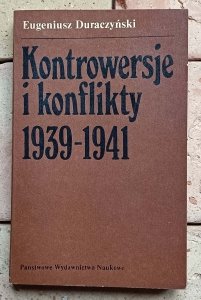 Eugeniusz Duraczyński
Kontrowersje
i konflikty
1939-1941
Państwowe Wydawnictwo Naukowe